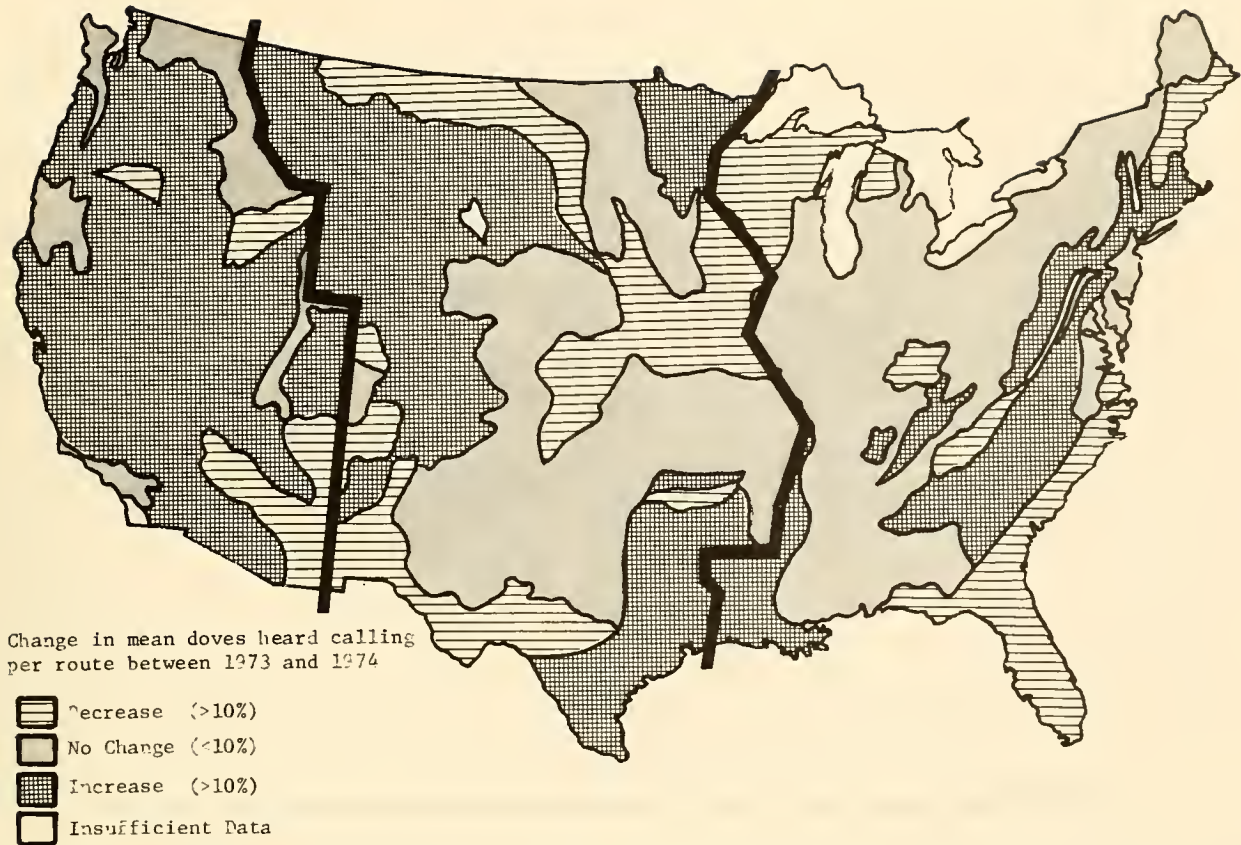 Change in mean doves heard calling
per route between 1973 and 1974
Decrease (>10%)
No Change (<10%)
Increase (>10%)
Insufficient Data